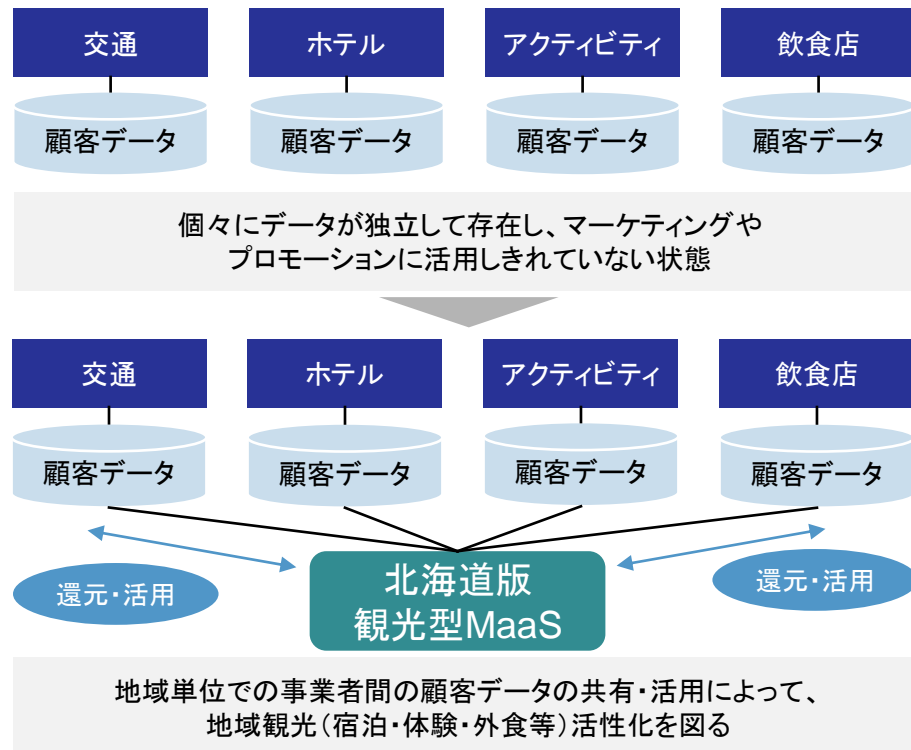 交通
ホテル
アクティビティ
飲食店
顧客データ
顧客データ
顧客データ
顧客データ
個々にデータが独立して存在し、マーケティングや
プロモーションに活用しきれていない状態
交通
ホテル
アクティビティ
飲食店
顧客データ
顧客データ
顧客データ
顧客データ
還元・活用
北海道版
観光型MaaS
還元・活用
地域単位での事業者間の顧客データの共有・活用によって、
地域観光（宿泊・体験・外食等）活性化を図る